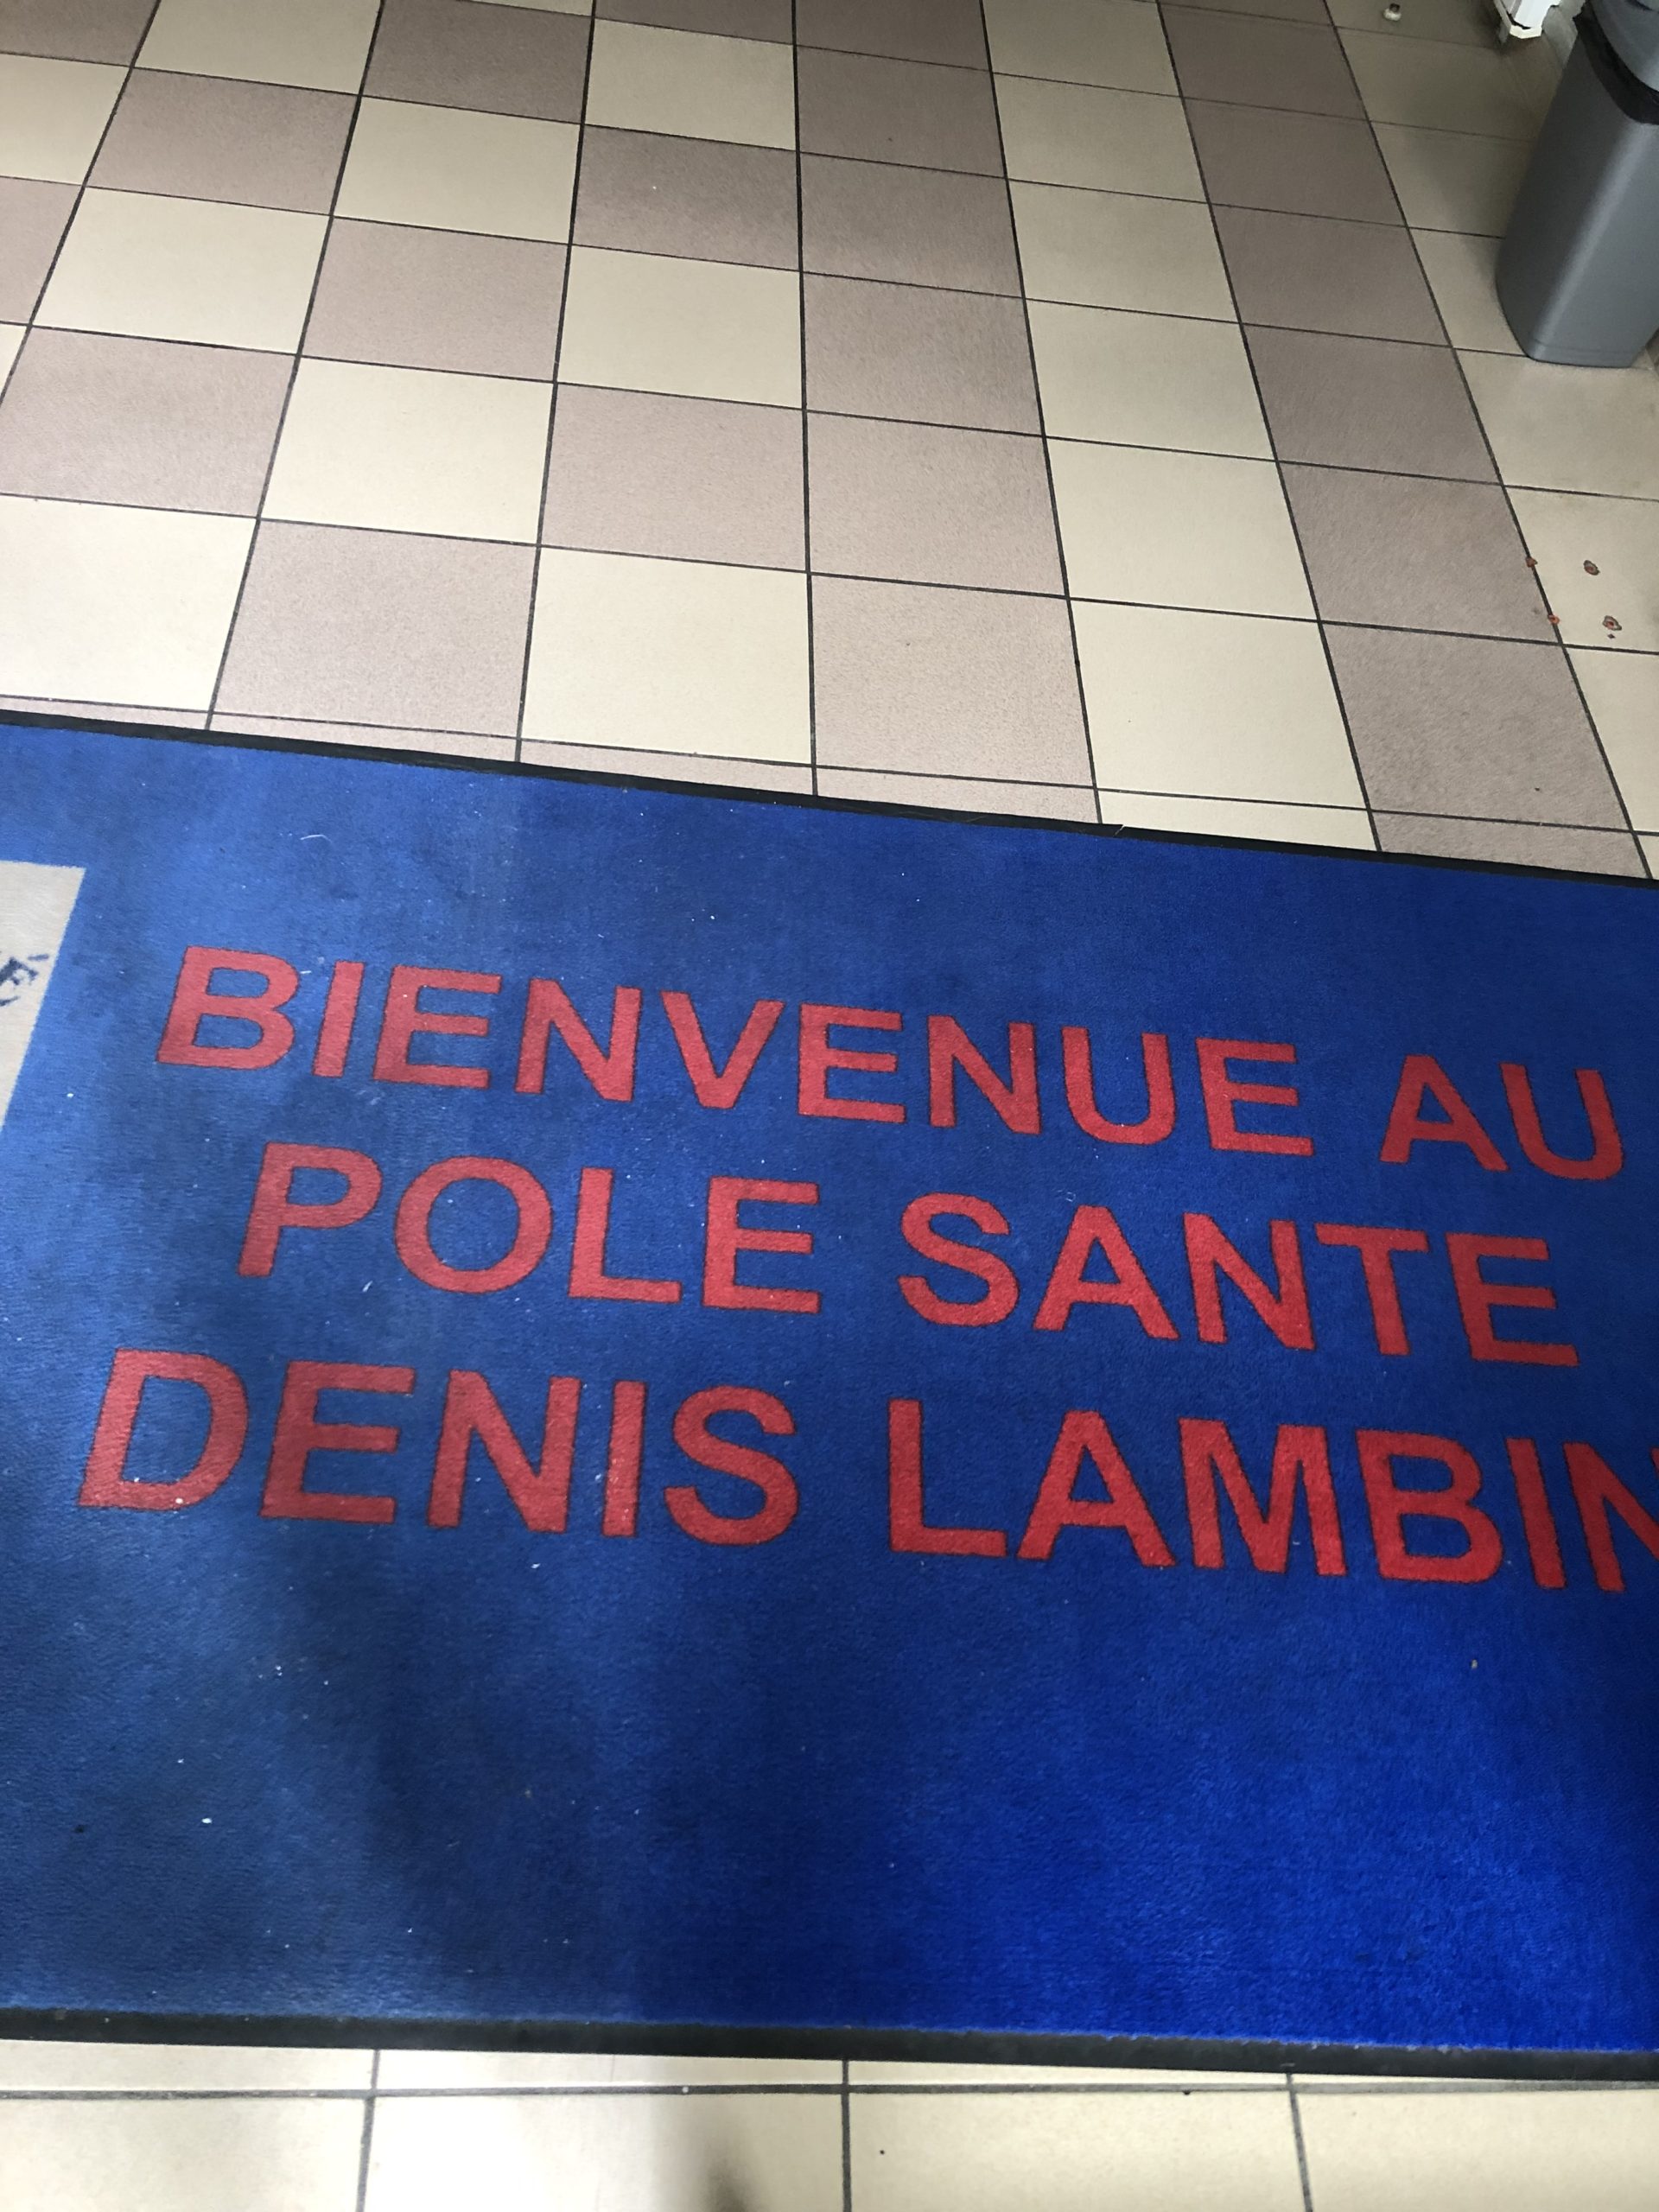 BIENVENUE AU
POLE SANTE
DENIS LAMBIN